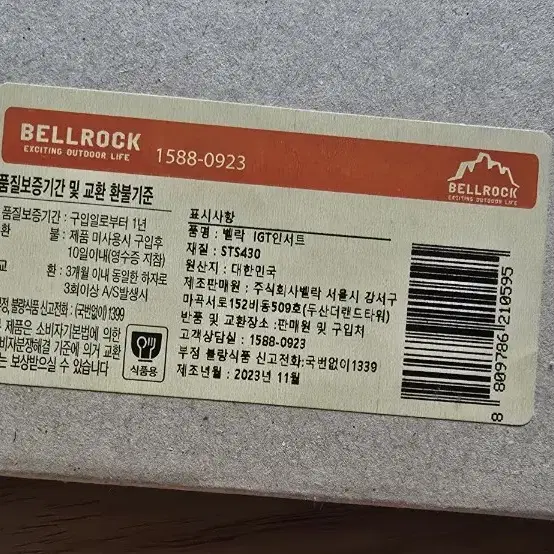 BELLROCK
EXCITING OUTDOOR LIFE
1588-0923
BELLROCK
EXCITING OUTDOOR LIFE
품질보증기간 및 교환 환불기준
품질보증기간 : 구입일로부터 1년
환 불 : 제품 미사용시 구입후
10일이내(영수증 지참)
교 환 : 3개월 이내 동일한 하자로
3회이상 A/S발생시
부정, 불량식품 신고전화 : (국번없이) 1399
제품은 소비자기본법에 의한
비자분쟁해결 기준에 의거 교환
는 보상받으실 수 있습니다
식품용
표시사항
품명 : 벨락 IGT인서트
재질 : STS430
원산지 : 대한민국
제조판매원 : 주식회사벨락 서울시 강서구
마곡서로152비동509호(두산더랜드타워)
반품 및 교환장소 : 판매원 및 구입처
고객상담실 : 1588-0923
부정 불량식품 신고전화:국번없이1339
제조년월 : 2023년 11월
8 809786 210595